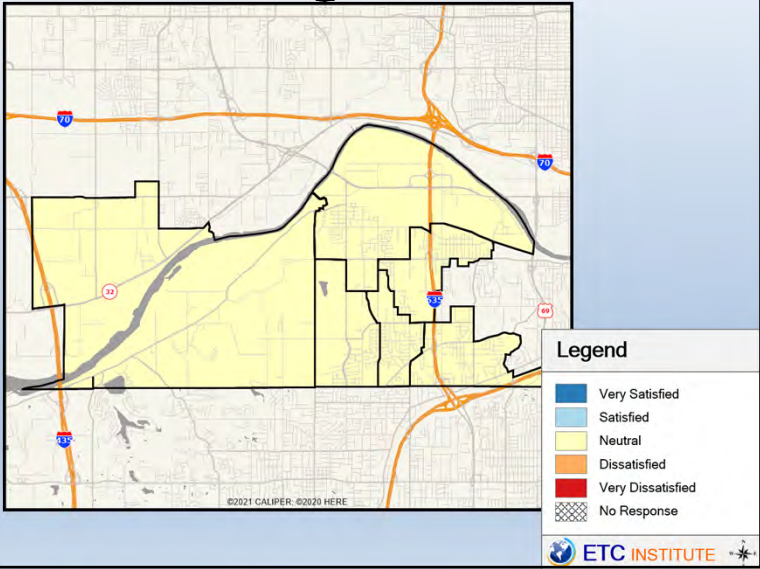 70
70
32
635
69
435
©2021 CALIPER; ©2020 HERE
Legend
Very Satisfied
Satisfied
Neutral
Dissatisfied
Very Dissatisfied
No Response
ETC INSTITUTE